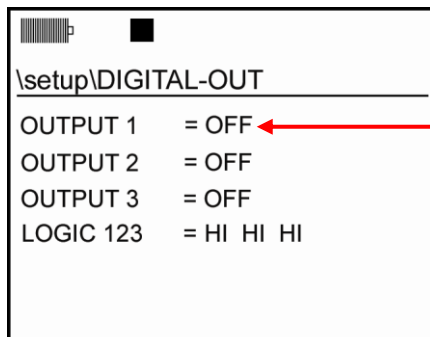 \setup\DIGITAL-OUT
OUTPUT 1 = OFF
OUTPUT 2 = OFF
OUTPUT 3 = OFF
LOGIC 123 = HI HI HI